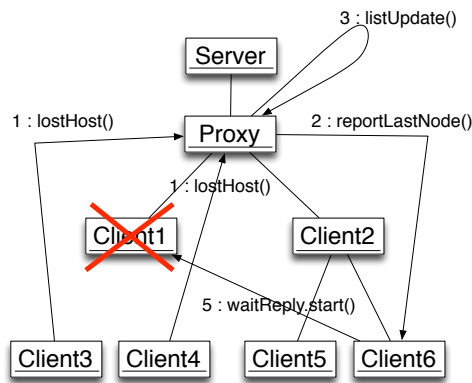 3 : listUpdate()
Server
1 : lostHost()
Proxy
2 : reportLastNode()
1 : lostHost()
Client1
Client2
5 : waitReply.start()
Client3
Client4
Client5
Client6